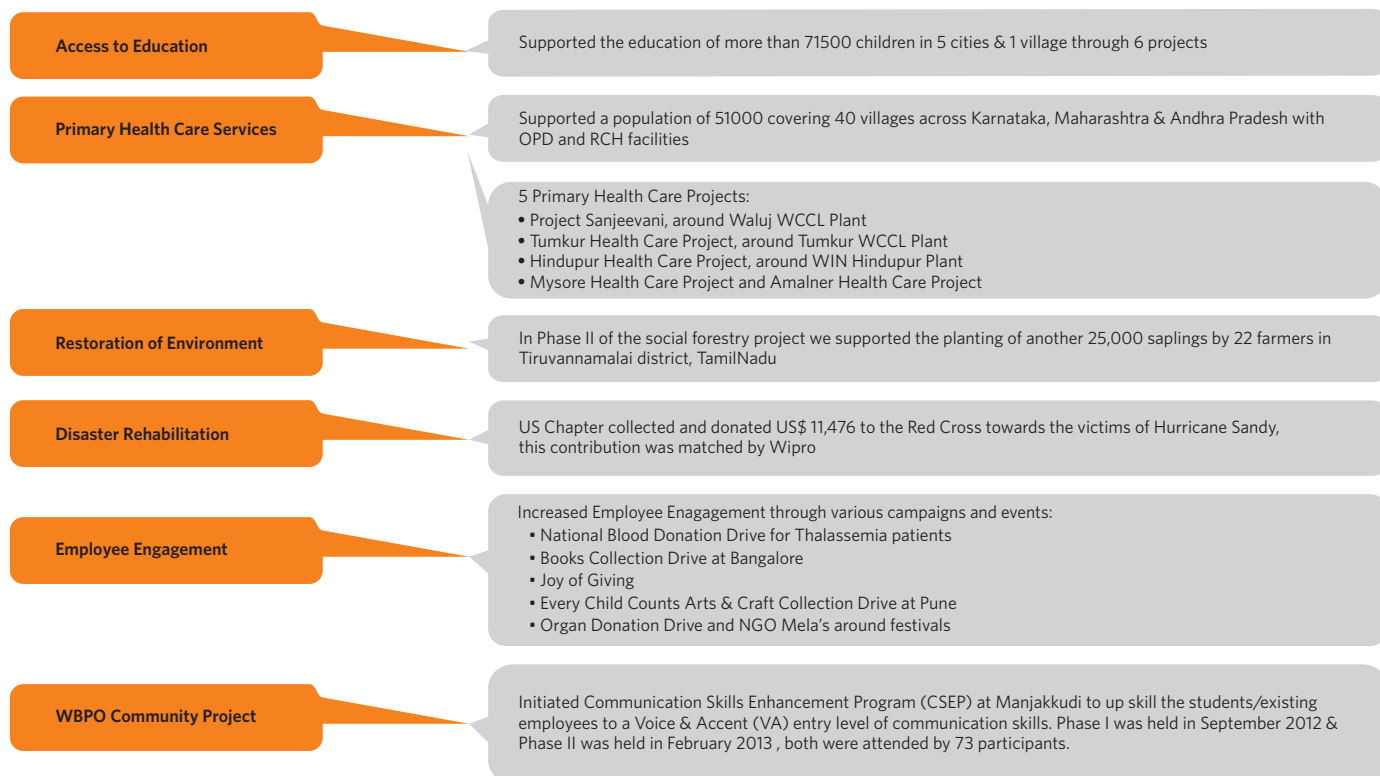 Access to Education
Supported the education of more than 71500 children in 5 cities & 1 village through 6 projects
Primary Health Care Services
Supported a population of 51000 covering 40 villages across Karnataka, Maharashtra & Andhra Pradesh with
OPD and RCH facilities
5 Primary Health Care Projects:
• Project Sanjeevani, around Waluj WCCL Plant
• Tumkur Health Care Project, around Tumkur WCCL Plant
• Hindupur Health Care Project, around WIN Hindupur Plant
• Mysore Health Care Project and Amalner Health Care Project
Restoration of Environment
In Phase II of the social forestry project we supported the planting of another 25,000 saplings by 22 farmers in
Tiruvannamalai district, TamilNadu
Disaster Rehabilitation
US Chapter collected and donated US$ 11,476 to the Red Cross towards the victims of Hurricane Sandy,
this contribution was matched by Wipro
Employee Engagement
Increased Employee Enagagement through various campaigns and events:
• National Blood Donation Drive for Thalassemia patients
• Books Collection Drive at Bangalore
• Joy of Giving
• Every Child Counts Arts & Craft Collection Drive at Pune
• Organ Donation Drive and NGO Mela's around festivals
WBPO Community Project
Initiated Communication Skills Enhancement Program (CSEP) at Manjakkudi to up skill the students/existing
employees to a Voice & Accent (VA) entry level of communication skills. Phase I was held in September 2012 &
Phase II was held in February 2013 , both were attended by 73 participants.